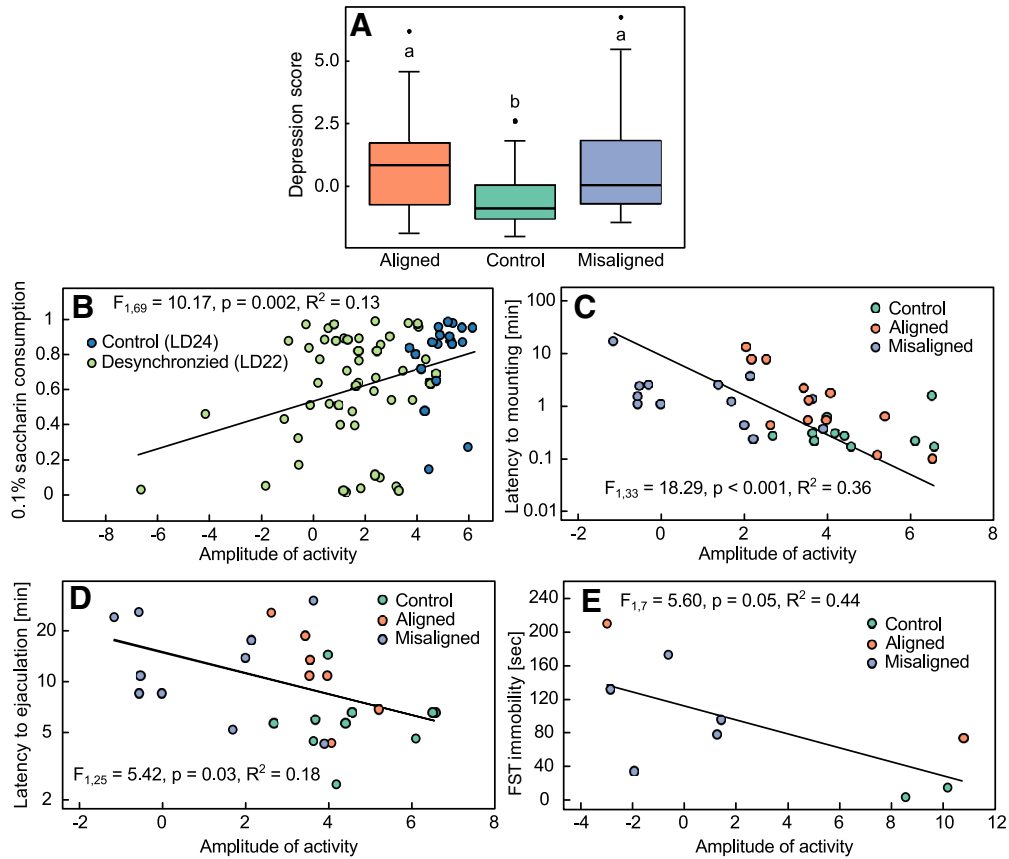 A
Depression score
5.0
2.5
0.0
a
b
a
Aligned Control Misaligned
B
F1,69 = 10.17, p = 0.002, R2 = 0.13
Control (LD24)
Desynchronzied (LD22)
0.1% saccharin consumption
1
0.8
0.6
0.4
0.2
0
-8 -6 -4 -2 0 2 4 6
Amplitude of activity
C
Control
Aligned
Misaligned
Latency to mounting [min]
100
10
1
0.1
0.01
F1,33 = 18.29, p < 0.001, R2 = 0.36
-2 0 2 4 6 8
Amplitude of activity
D
Control
Aligned
Misaligned
Latency to ejaculation [min]
20
10
5
2
F1,25 = 5.42, p = 0.03, R2 = 0.18
-2 0 2 4 6 8
Amplitude of activity
E
F1,7 = 5.60, p = 0.05, R2 = 0.44
Control
Aligned
Misaligned
FST immobility [sec]
240
200
160
120
80
40
0
-4 -2 0 2 4 6 8 10 12
Amplitude of activity